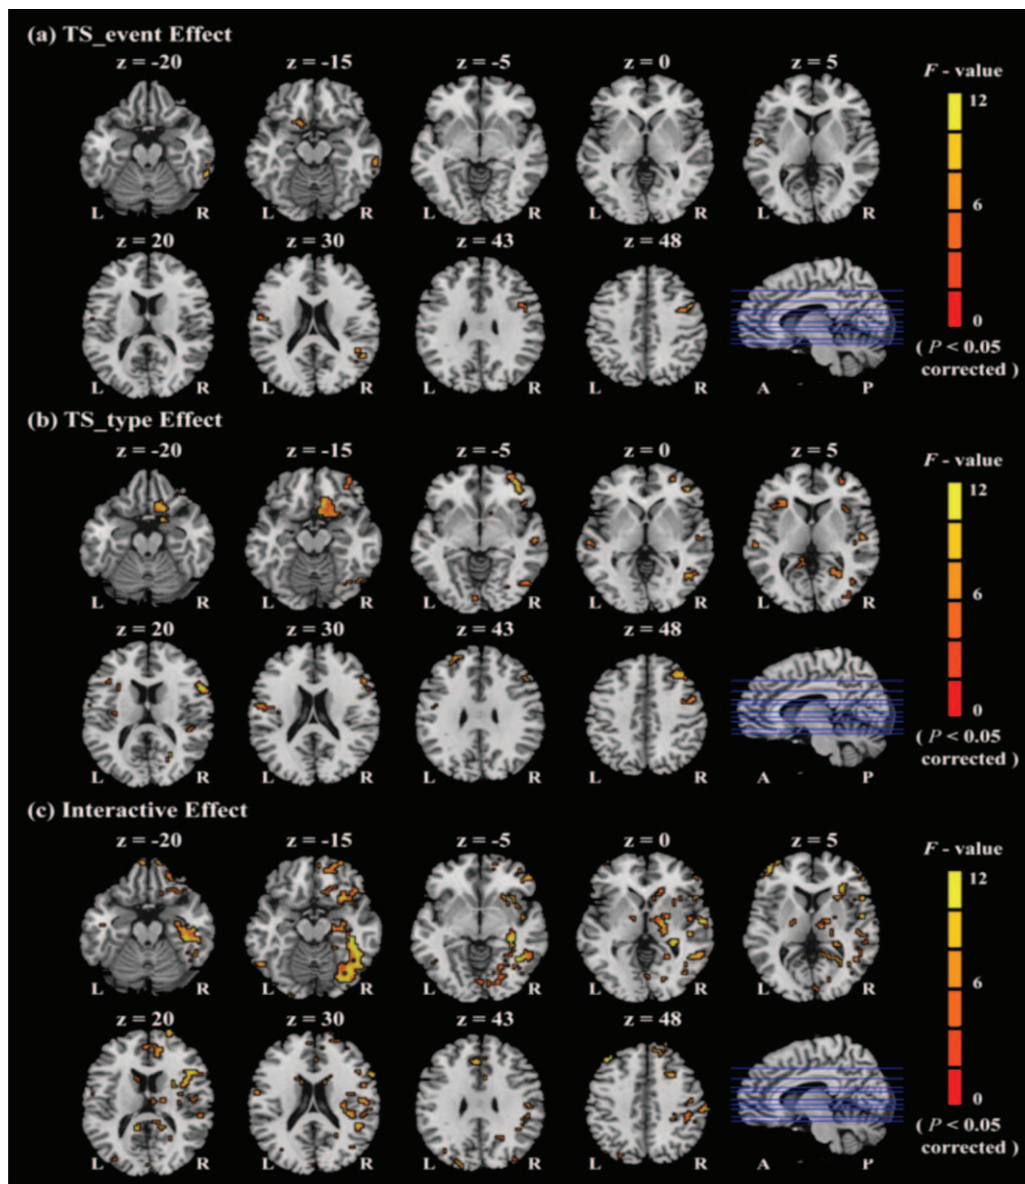 (a) TS_event Effect
z = -20 z = -15 z = -5 z = 0 z = 5
F - value
12
6
0
L R L R L R L R L R
z = 20 z = 30 z = 43 z = 48
( P < 0.05
corrected )
L R L R L R L R A P
(b) TS_type Effect
z = -20 z = -15 z = -5 z = 0 z = 5
F - value
12
6
0
L R L R L R L R L R
z = 20 z = 30 z = 43 z = 48
( P < 0.05
corrected )
L R L R L R L R A P
(c) Interactive Effect
z = -20 z = -15 z = -5 z = 0 z = 5
F - value
12
6
0
L R L R L R L R L R
z = 20 z = 30 z = 43 z = 48
( P < 0.05
corrected )
L R L R L R L R A P